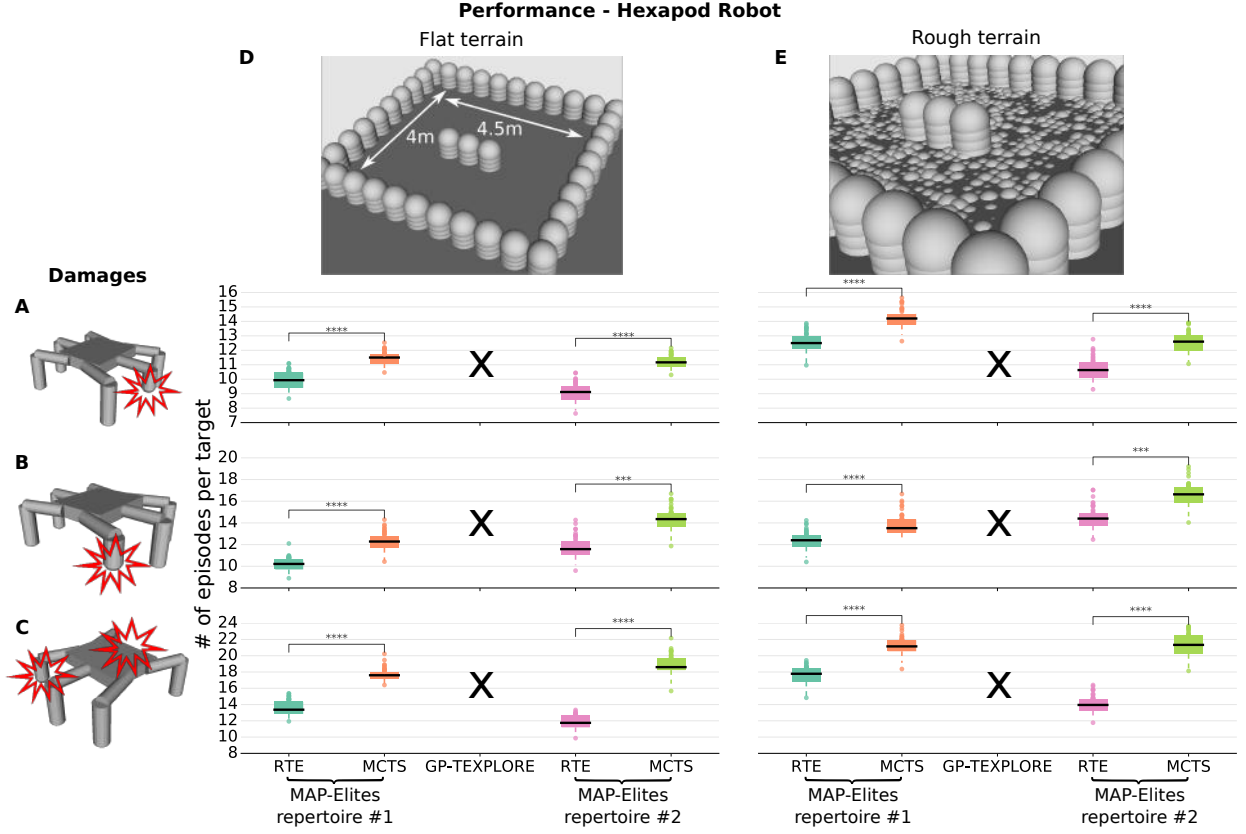 Performance - Hexapod Robot
D
Flat terrain
E
Rough terrain
4m
4.5m
Damages
# of episodes per target
A
16
15
14
13
12
11
10
9
8
7
****
****
X
****
****
X
B
20
18
16
14
12
10
8
****
***
X
****
***
X
C
24
22
20
18
16
14
12
10
8
****
****
X
****
****
X
RTE MCTS GP-TEXPLORE RTE MCTS
RTE MCTS GP-TEXPLORE RTE MCTS
MAP-Elites
repertoire #1
MAP-Elites
repertoire #2
MAP-Elites
repertoire #1
MAP-Elites
repertoire #2